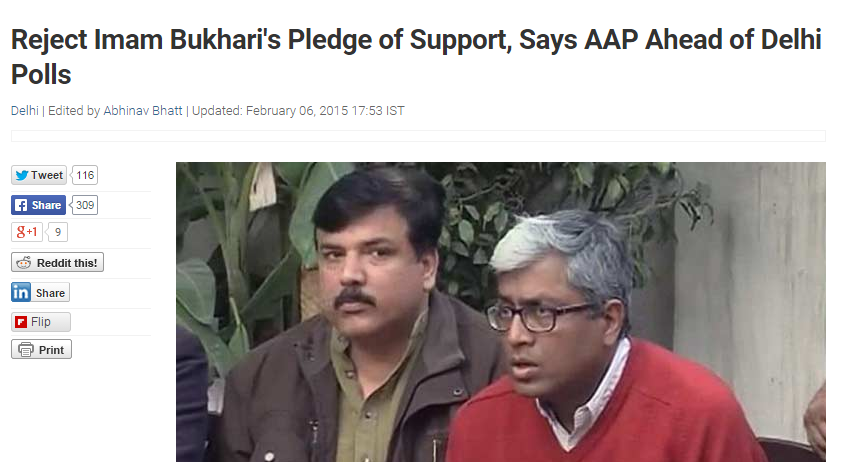 Reject Imam Bukhari's Pledge of Support, Says AAP Ahead of Delhi
Polls
Delhi | Edited by Abhinav Bhatt | Updated: February 06, 2015 17:53 IST
Tweet 116
f Share 309
g+1 9
Reddit this!
in Share
Flip
Print